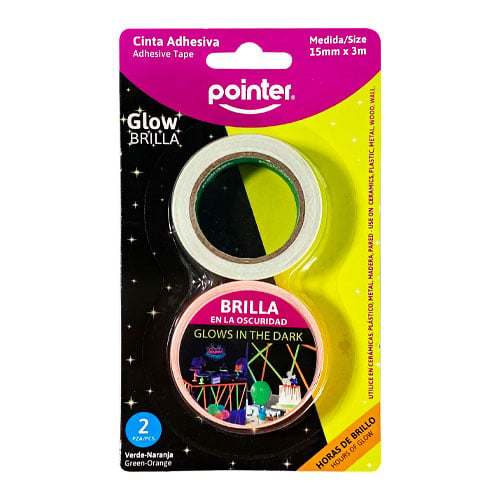 Cinta Adhesiva
Adhesive Tape
Medida/Size
15mm x 3m
pointer
Glow
BRILLA
BRILLA
EN LA OSCURIDAD
GLOWS IN THE DARK
UTILICE EN CERÁMICAS, PLÁSTICO, METAL, MADERA, PARED - USE ON CERAMICS, PLASTIC, METAL, WOOD, WALL.
2
PZA/PCS
Verde-Naranja
Green-Orange
HORAS DE BRILLO
HOURS OF GLOW